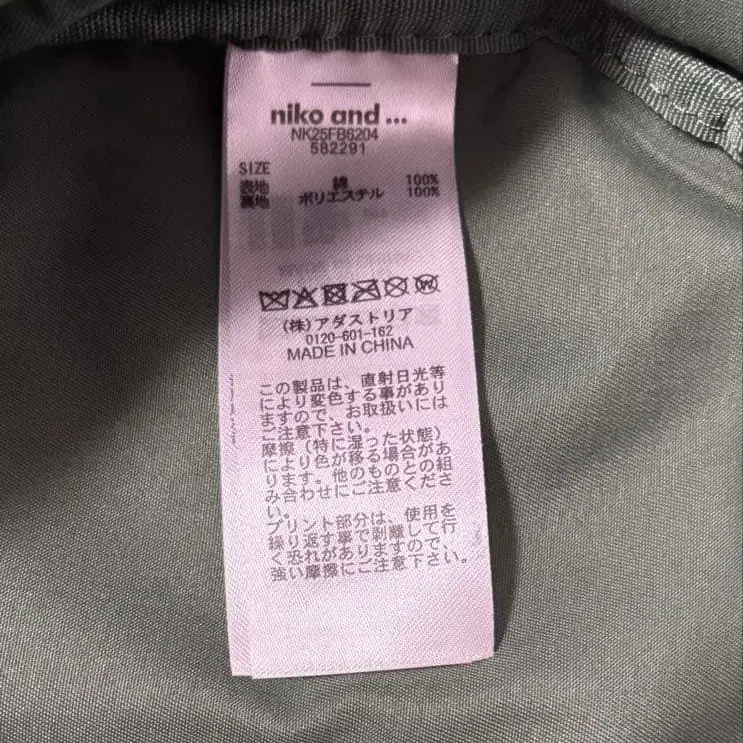 niko and ...
NK25FB6204
582291
SIZE
表地 綿 100%
裏地 ポリエステル 100%
(株)アダストリア
0120-601-162
MADE IN CHINA
この製品は、直射日光等
により変色する事があり
ますので、お取扱いには
ご注意下さい。
摩擦(特に湿った状態)
により色が移る場合があ
ります。他のものとの組
み合わせにご注意くださ
い。
プリント部分は、使用を
繰り返す事で剥離して行
く恐れがありますので、
強い摩擦にご注意下さい。